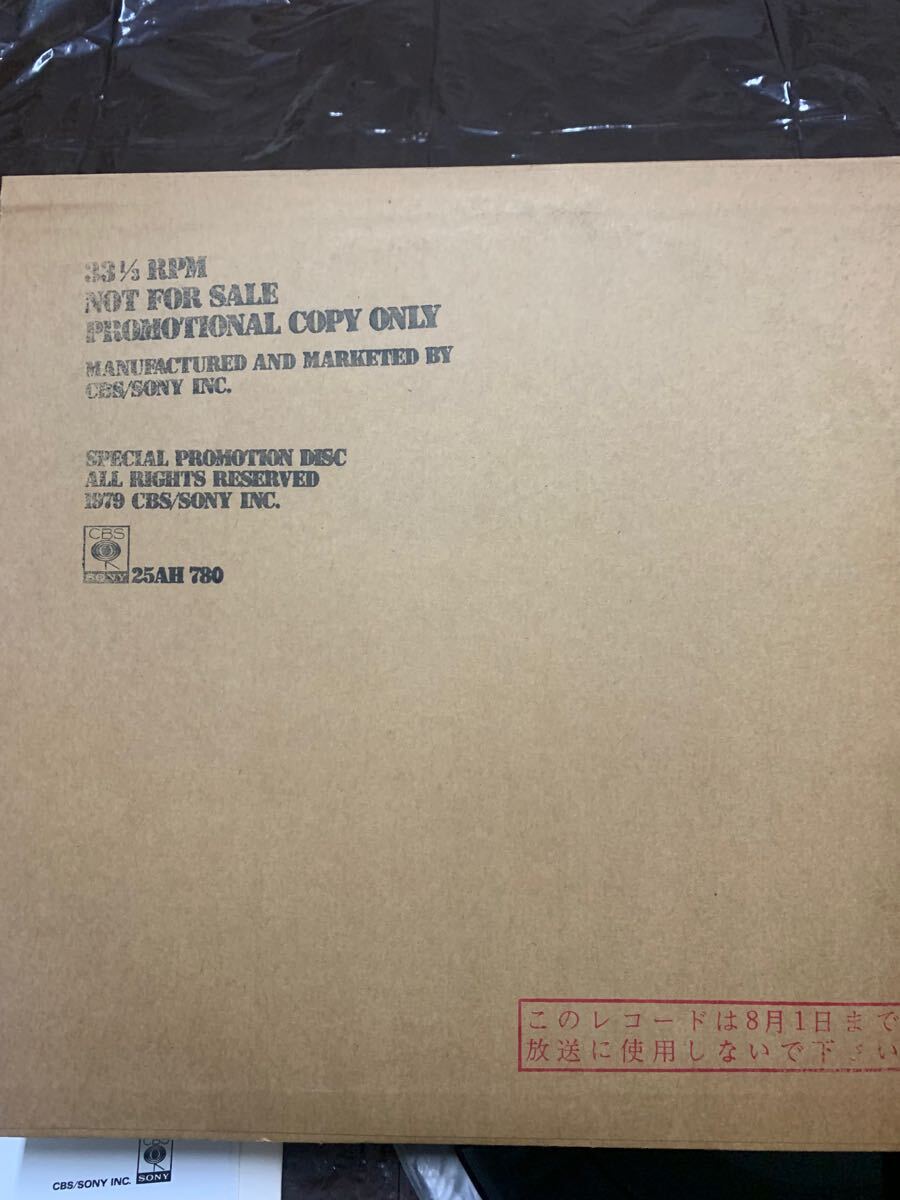 33⅓ RPM
NOT FOR SALE
PROMOTIONAL COPY ONLY
MANUFACTURED AND MARKETED BY
CBS/SONY INC.
SPECIAL PROMOTION DISC
ALL RIGHTS RESERVED
1979 CBS/SONY INC.
CBS
SONY 25AH 780
このレコードは8月1日まで
放送に使用しないで下さい
CBS
SONY
CBS/SONY INC.